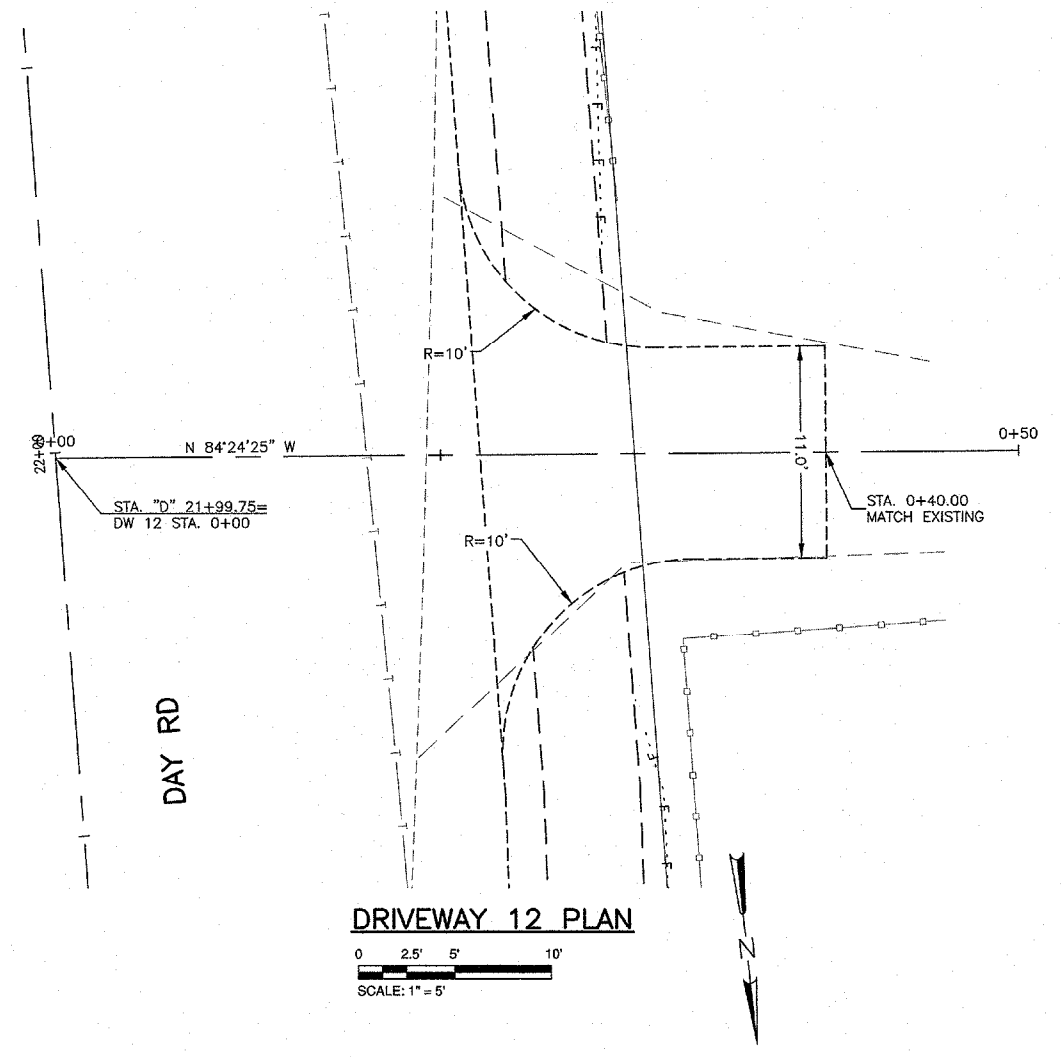 R=10'
22+00
0+00
N 84°24'25" W
0+50
11.0'
STA. "D" 21+99.75=
DW 12 STA. 0+00
STA. 0+40.00
MATCH EXISTING
R=10'
DAY RD
DRIVEWAY 12 PLAN
0 2.5' 5' 10'
SCALE: 1" = 5'
N